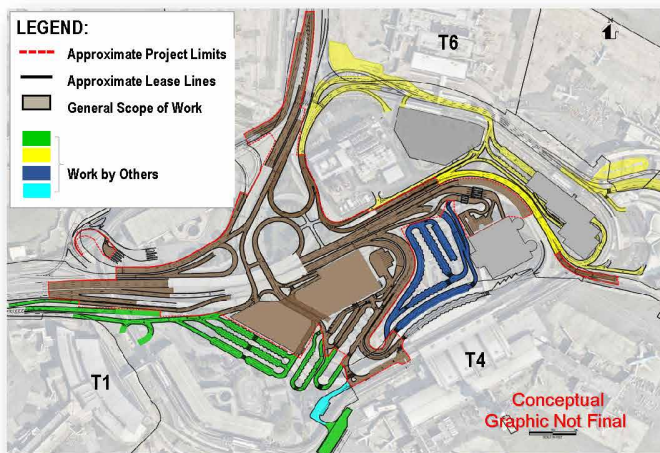 LEGEND:
Approximate Project Limits
Approximate Lease Lines
General Scope of Work
Work by Others
T6
T1
T4
Conceptual
Graphic Not Final